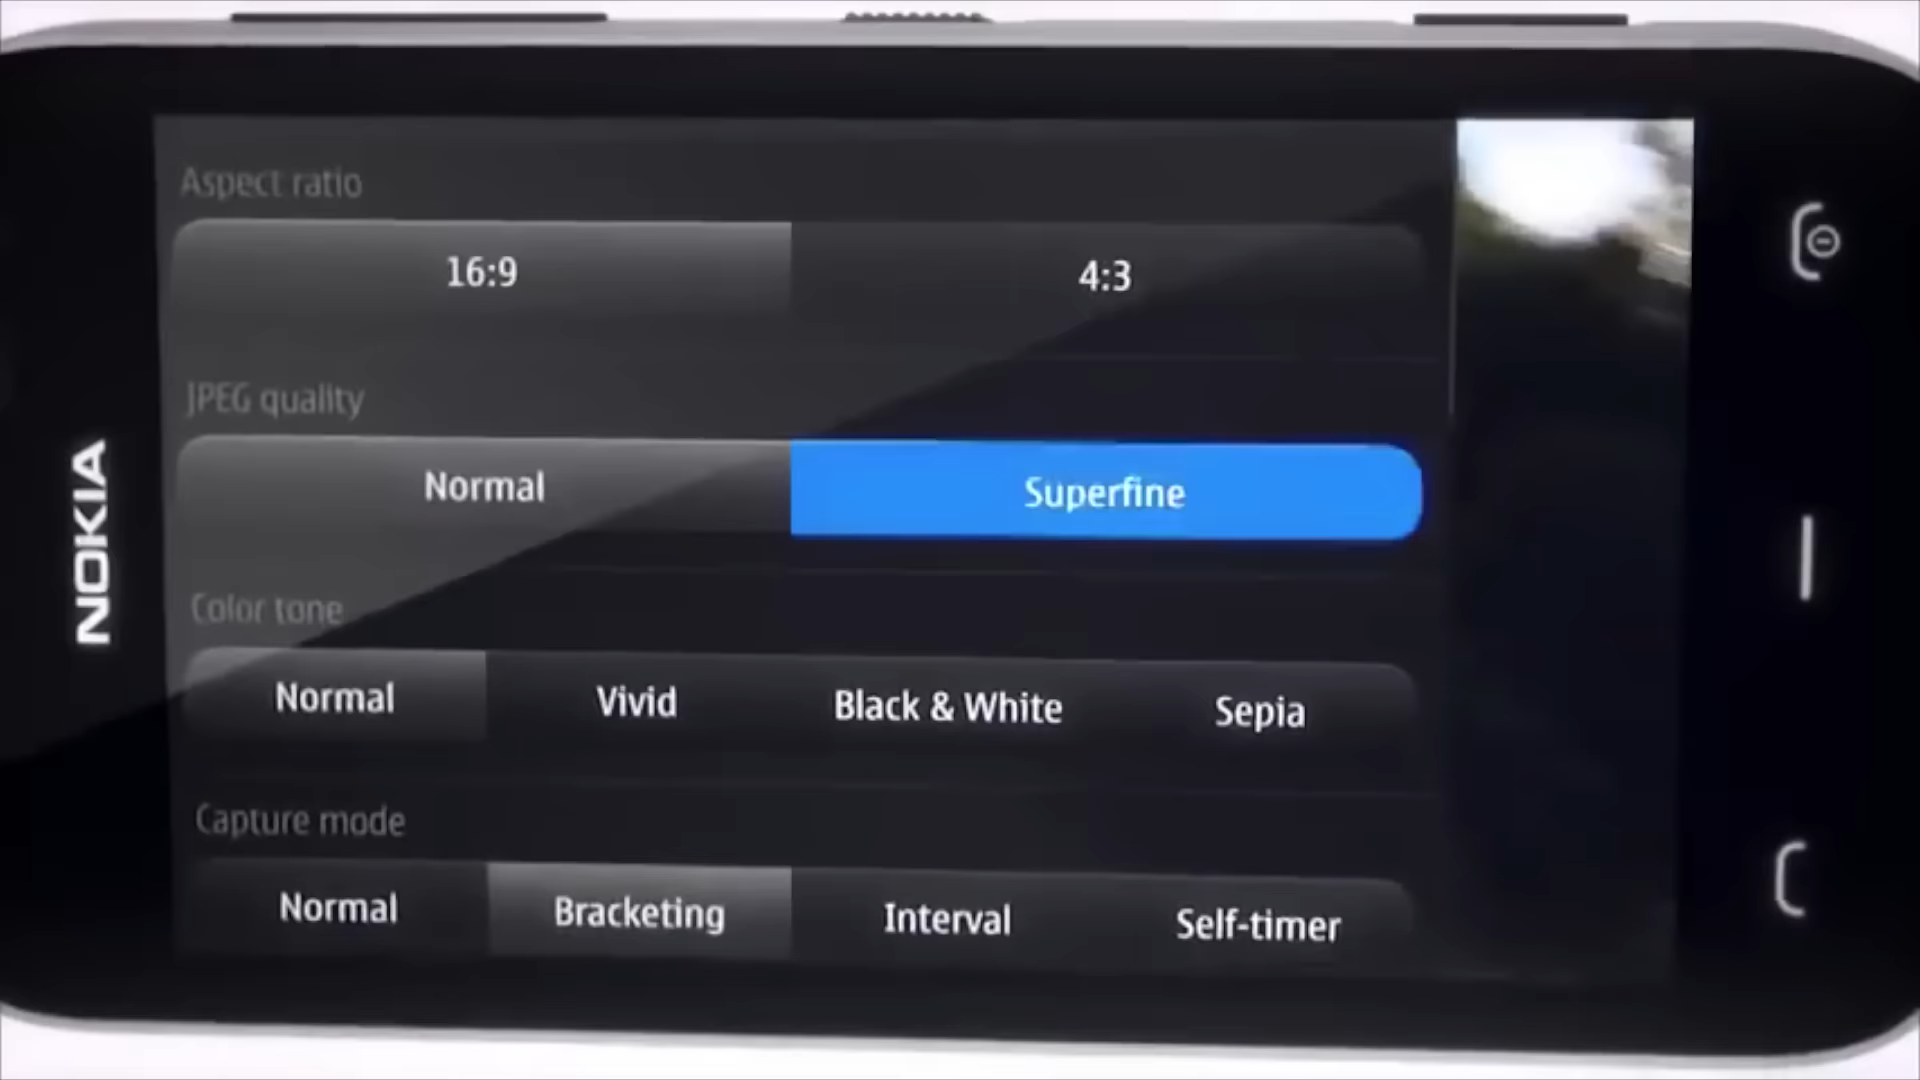 Aspect ratio
16:9 4:3
JPEG quality
Normal Superfine
Color tone
Normal Vivid Black & White Sepia
Capture mode
Normal Bracketing Interval Self-timer
NOKIA